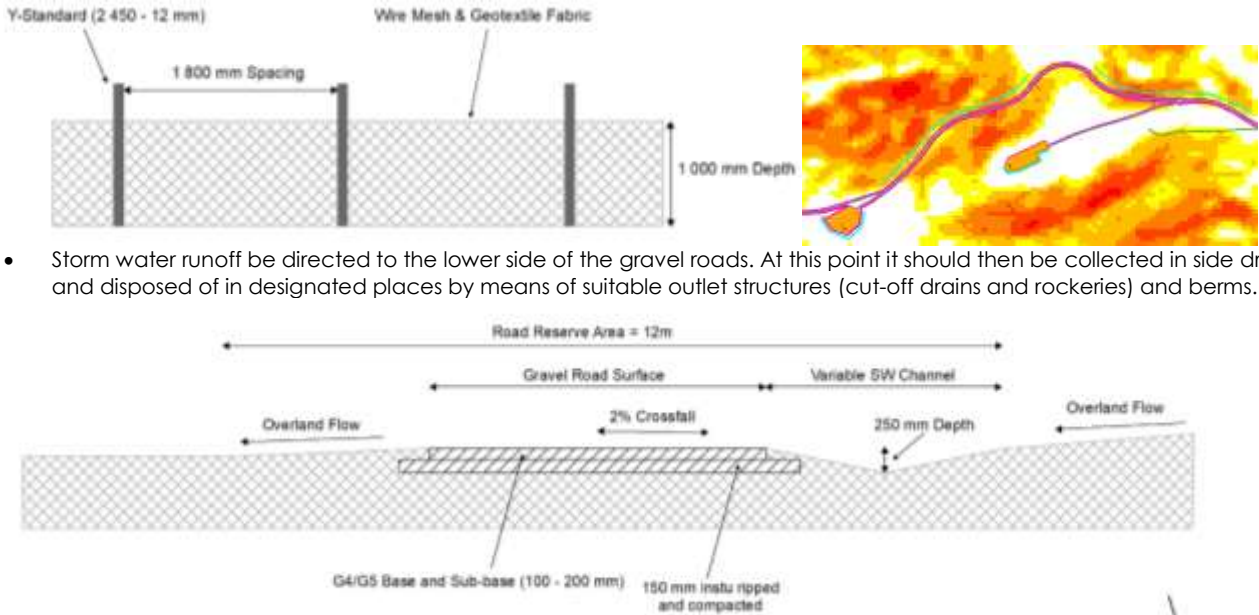 Y-Standard (2 450 - 12 mm)
Wire Mesh & Geotextile Fabric
1 800 mm Spacing
1 000 mm Depth
• Storm water runoff be directed to the lower side of the gravel roads. At this point it should then be collected in side dr
and disposed of in designated places by means of suitable outlet structures (cut-off drains and rockeries) and berms.
Road Reserve Area = 12m
Gravel Road Surface
Variable SW Channel
Overland Flow
2% Crossfall
250 mm Depth
Overland Flow
G4/G5 Base and Sub-base (100 - 200 mm)
150 mm instu ripped
and compacted